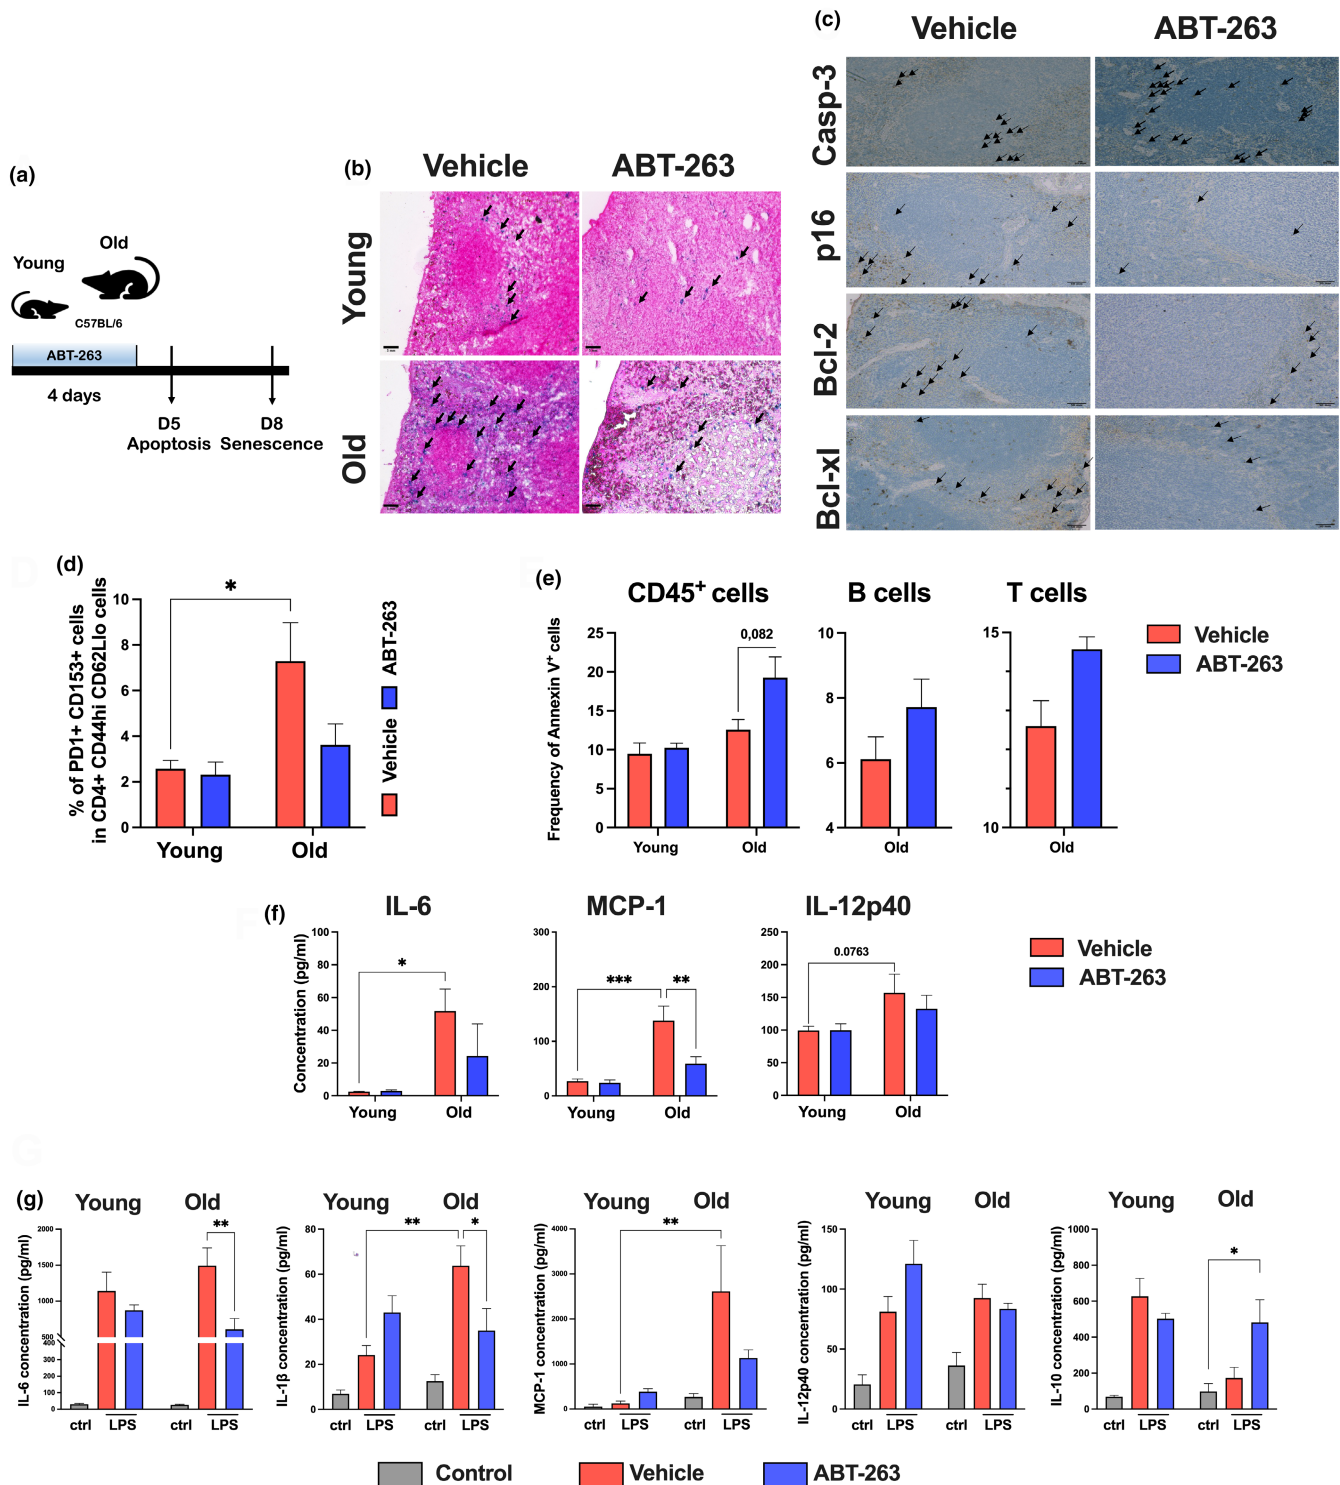 (a)
Old
Young
C57BL/6
ABT-263
4 days
D5
Apoptosis
D8
Senescence
(b)
Vehicle
ABT-263
Young
Old
(c)
Vehicle
ABT-263
Casp-3
p16
Bcl-2
Bcl-xl
(d)
% of PD1+ CD153+ cells
in CD4+ CD44hi CD62Llo cells
10
8
6
4
2
0
*
Young
Old
Vehicle
ABT-263
(e)
CD45+ cells
B cells
T cells
Frequency of Annexin V+ cells
25
20
15
10
5
0
0,082
Young
Old
10
8
6
4
Old
15
10
Old
Vehicle
ABT-263
(f)
IL-6
MCP-1
IL-12p40
Concentration (pg/ml)
100
80
60
40
20
0
*
Young
Old
300
200
100
0
***
**
Young
Old
250
200
150
100
50
0
0.0763
Young
Old
Vehicle
ABT-263
(g)
Young
Old
IL-6 concentration (pg/ml)
2000
1500
1000
500
400
300
200
100
0
**
ctrl
LPS
ctrl
LPS
Young
Old
IL-1β concentration (pg/ml)
80
60
40
20
0
**
*
ctrl
LPS
ctrl
LPS
Young
Old
MCP-1 concentration (pg/ml)
4000
3000
2000
1000
0
**
ctrl
LPS
ctrl
LPS
Young
Old
IL-12p40 concentration (pg/ml)
150
100
50
0
ctrl
LPS
ctrl
LPS
Young
Old
IL-10 concentration (pg/ml)
1000
800
600
400
200
0
*
ctrl
LPS
ctrl
LPS
Control
Vehicle
ABT-263